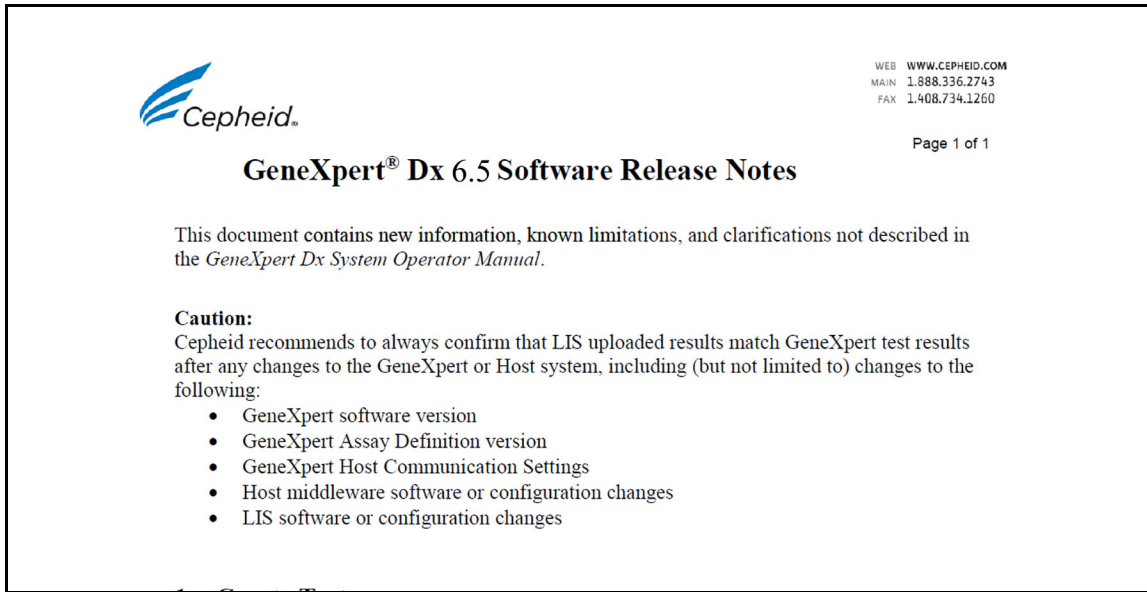 Cepheid®
WEB WWW.CEPHEID.COM
MAIN 1.888.336.2743
FAX 1.408.734.1260
Page 1 of 1
GeneXpert® Dx 6.5 Software Release Notes
This document contains new information, known limitations, and clarifications not described in
the GeneXpert Dx System Operator Manual.
Caution:
Cepheid recommends to always confirm that LIS uploaded results match GeneXpert test results
after any changes to the GeneXpert or Host system, including (but not limited to) changes to the
following:
• GeneXpert software version
• GeneXpert Assay Definition version
• GeneXpert Host Communication Settings
• Host middleware software or configuration changes
• LIS software or configuration changes